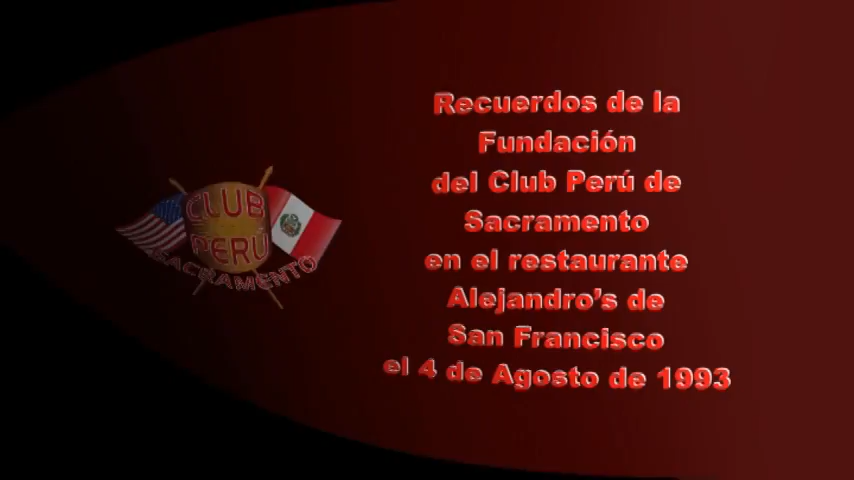 CLUB
PERÚ
SACRAMENTO
Recuerdos de la
Fundación
del Club Perú de
Sacramento
en el restaurante
Alejandro's de
San Francisco
el 4 de Agosto de 1993